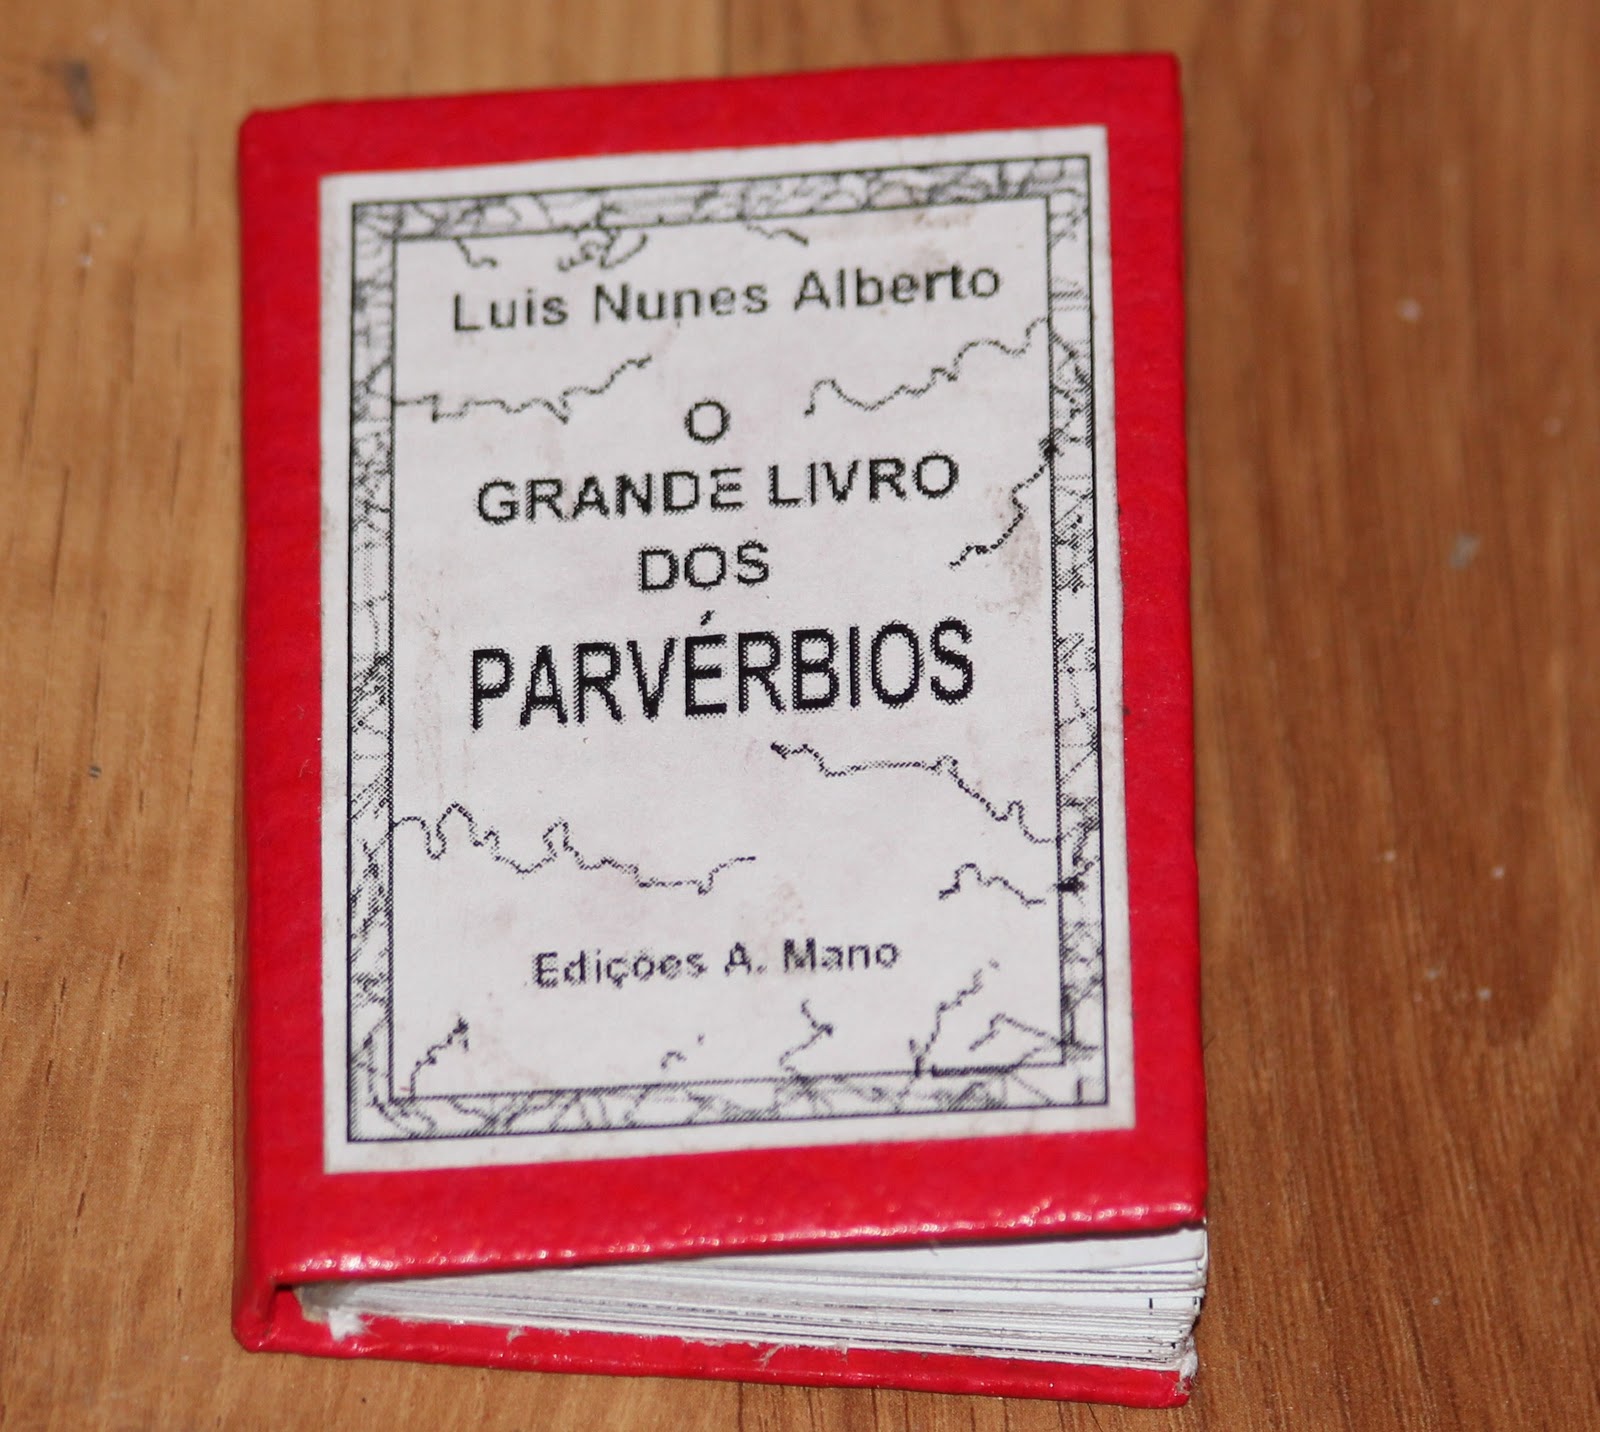 Luis Nunes Alberto
O
GRANDE LIVRO
DOS
PARVÉRBIOS
Edições A. Mano